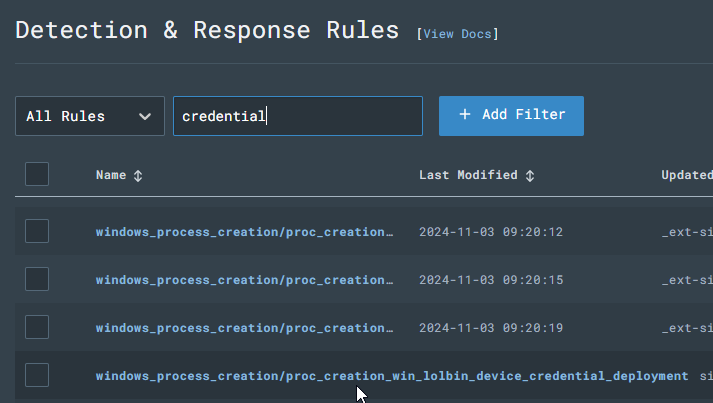 Detection & Response Rules [View Docs]
All Rules credential + Add Filter
Name Last Modified Updated
windows_process_creation/proc_creation… 2024-11-03 09:20:12 _ext-si
windows_process_creation/proc_creation… 2024-11-03 09:20:15 _ext-si
windows_process_creation/proc_creation… 2024-11-03 09:20:19 _ext-si
windows_process_creation/proc_creation_win_lolbin_device_credential_deployment si